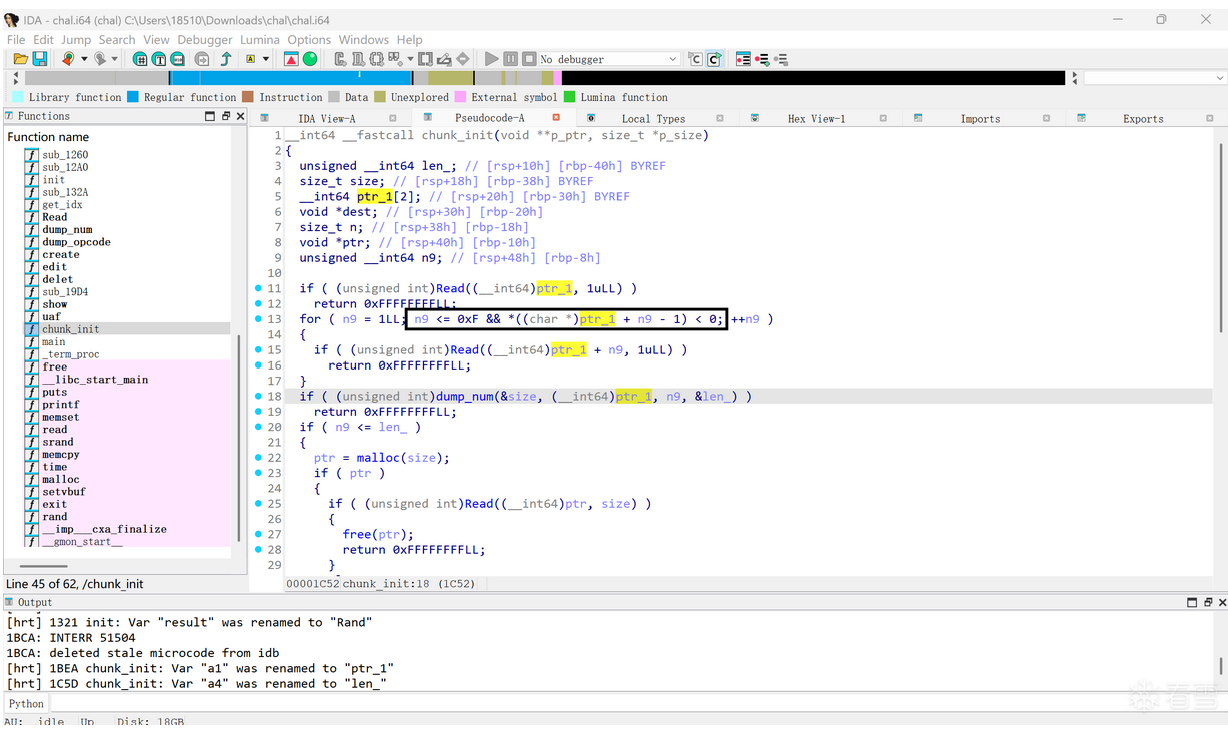 IDA - chal.i64 (chal) C:\Users\18510\Downloads\chal\chal.i64
File Edit Jump Search View Debugger Lumina Options Windows Help
No debugger
Library function Regular function Instruction Data Unexplored External symbol Lumina function
Functions
IDA View-A Pseudocode-A Local Types Hex View-1 Imports Exports
Function name
f sub_1260
f sub_12A0
f init
f sub_132A
f get_idx
f Read
f dump_num
f dump_opcode
f create
f edit
f delet
f sub_19D4
f show
f uaf
f chunk_init
f main
f _term_proc
f free
f __libc_start_main
f puts
f printf
f memset
f read
f srand
f memcpy
f time
f malloc
f setvbuf
f exit
f rand
f __imp___cxa_finalize
f __gmon_start__
Line 45 of 62, /chunk_init
1 __int64 __fastcall chunk_init(void **p_ptr, size_t *p_size)
2 {
3 unsigned __int64 len_; // [rsp+10h] [rbp-40h] BYREF
4 size_t size; // [rsp+18h] [rbp-38h] BYREF
5 __int64 ptr_1[2]; // [rsp+20h] [rbp-30h] BYREF
6 void *dest; // [rsp+30h] [rbp-20h]
7 size_t n; // [rsp+38h] [rbp-18h]
8 void *ptr; // [rsp+40h] [rbp-10h]
9 unsigned __int64 n9; // [rsp+48h] [rbp-8h]
10
11 if ( (unsigned int)Read((__int64)ptr_1, 1uLL) )
12 return 0xFFFFFFFFLL;
13 for ( n9 = 1LL; n9 <= 0xF && *((char *)ptr_1 + n9 - 1) < 0; ++n9 )
14 {
15 if ( (unsigned int)Read((__int64)ptr_1 + n9, 1uLL) )
16 return 0xFFFFFFFFLL;
17 }
18 if ( (unsigned int)dump_num(&size, (__int64)ptr_1, n9, &len_) )
19 return 0xFFFFFFFFLL;
20 if ( n9 <= len_ )
21 {
22 ptr = malloc(size);
23 if ( ptr )
24 {
25 if ( (unsigned int)Read((__int64)ptr, size) )
26 {
27 free(ptr);
28 return 0xFFFFFFFFLL;
29 }
00001C52 chunk_init:18 (1C52)
Output
[hrt] 1321 init: Var "result" was renamed to "Rand"
1BCA: INTERR 51504
1BCA: deleted stale microcode from idb
[hrt] 1BEA chunk_init: Var "a1" was renamed to "ptr_1"
[hrt] 1C5D chunk_init: Var "a4" was renamed to "len_"
Python
AU: idle Up Disk: 18GB
看雪